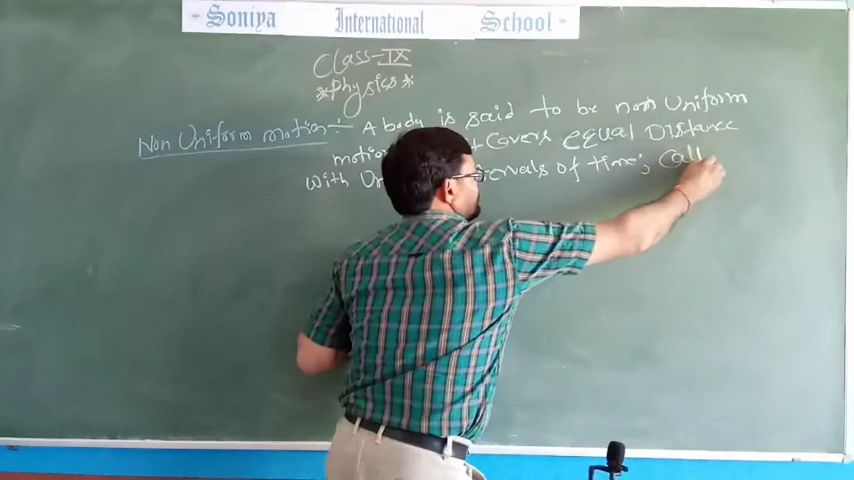 Soniya International School
Class-IX
*Physics*
Non Uniform motion:- A body is said to be non Uniform
motion Covers equal Distance
with ervals of time; Call